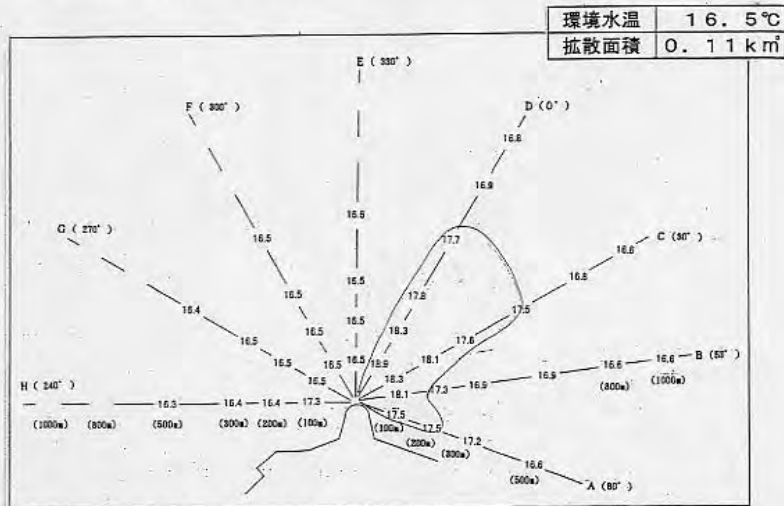 環境水温 16.5℃
拡散面積 0.11k㎡
E (330°)
F (300°)
D (0°)
16.8
16.9
G (270°)
16.6
16.5
17.7
C (30°)
16.6
16.8
16.5
16.5
17.8
17.5
16.4
16.5
16.5
16.5
18.3
17.6
16.5
16.5
16.5
18.9
18.1
16.6
16.6
B (53°)
H (240°)
16.5
18.3
18.1
17.3
16.9
16.9
(800m)
(1000m)
16.3
16.4
16.4
17.3
17.5
(1000m)
(800m)
(500m)
(300m)
(200m)
(100m)
(100m)
17.5
17.2
(200m)
(300m)
16.6
(500m)
A (80°)